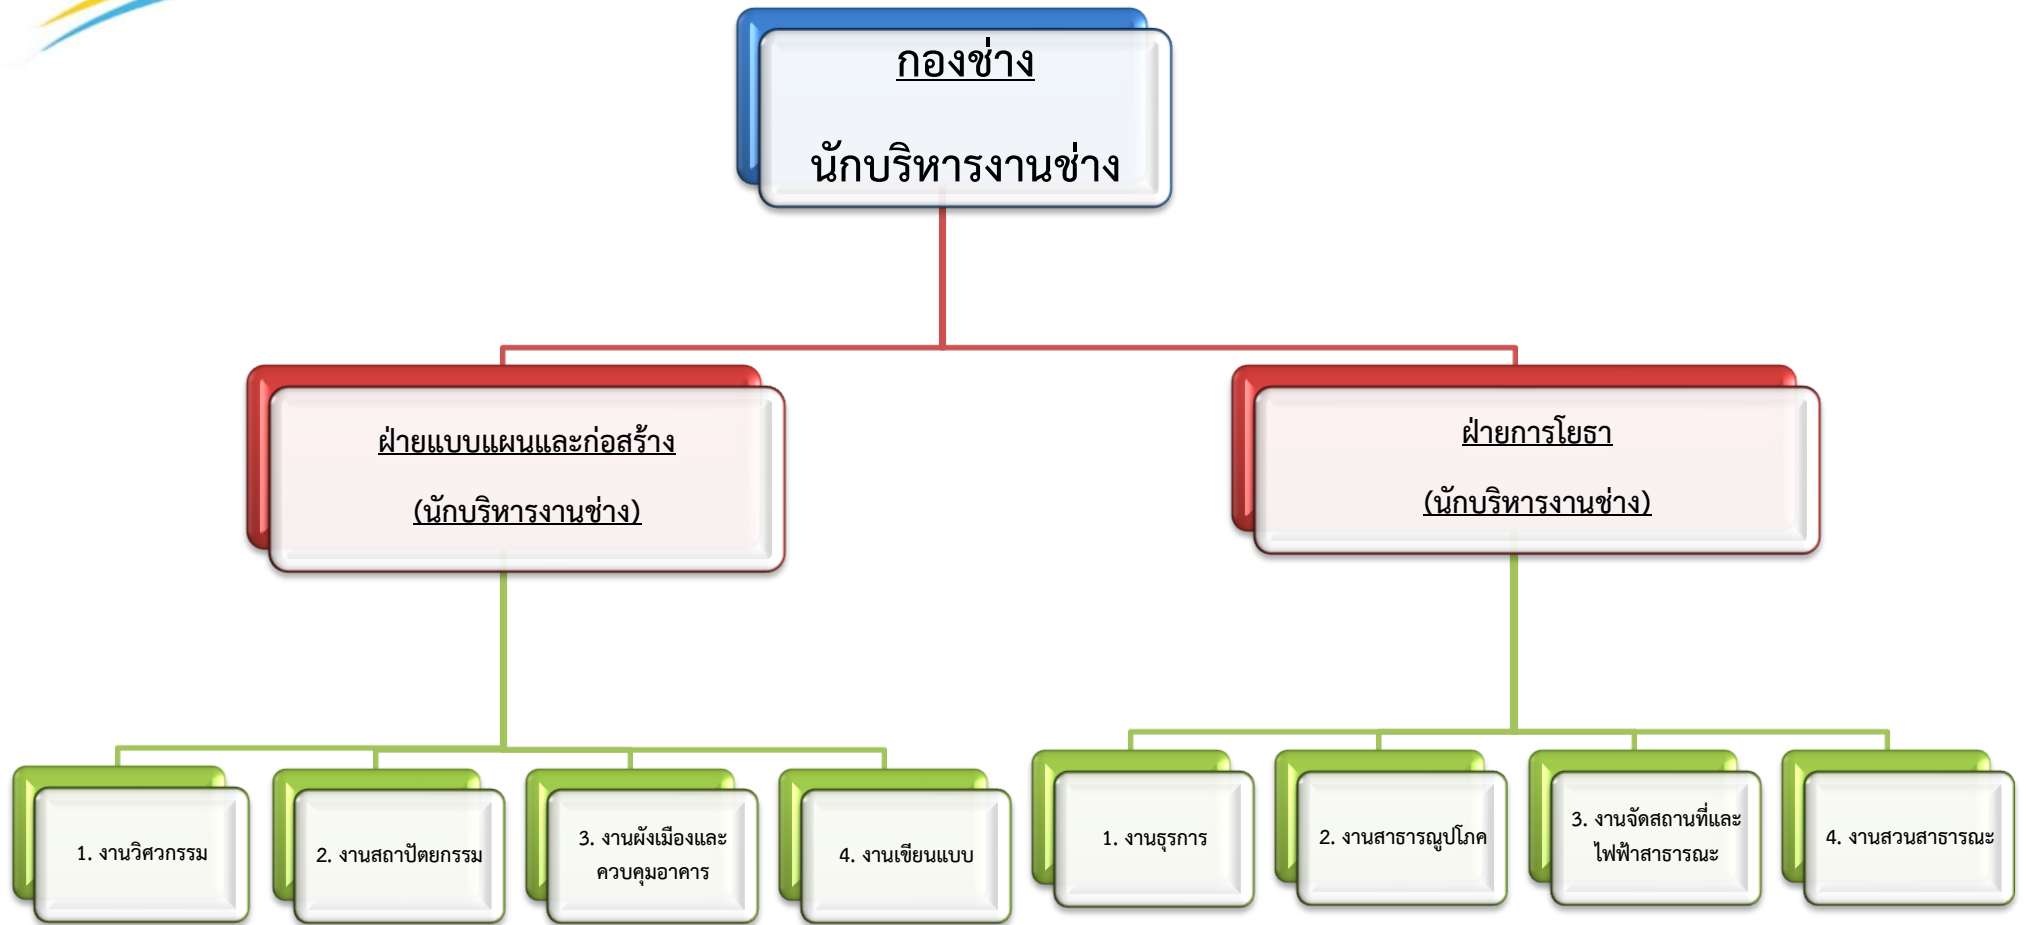 กองช่าง
นักบริหารงานช่าง
ฝ่ายแบบแผนและก่อสร้าง
(นักบริหารงานช่าง)
ฝ่ายการโยธา
(นักบริหารงานช่าง)
1. งานวิศวกรรม
2. งานสถาปัตยกรรม
3. งานผังเมืองและ
ควบคุมอาคาร
4. งานเขียนแบบ
1. งานธุรการ
2. งานสาธารณูปโภค
3. งานจัดสถานที่และ
ไฟฟ้าสาธารณะ
4. งานสวนสาธารณะ